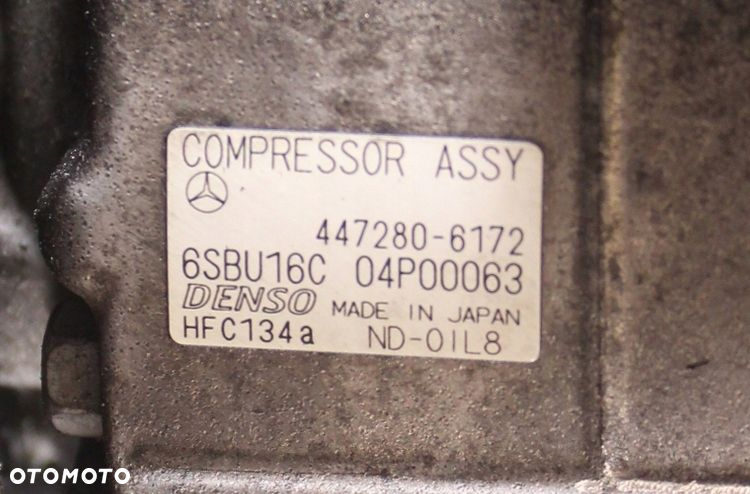 COMPRESSOR ASSY
447280-6172
6SBU16C 04P00063
DENSO MADE IN JAPAN
HFC134a ND-OIL8
OTOMOTO